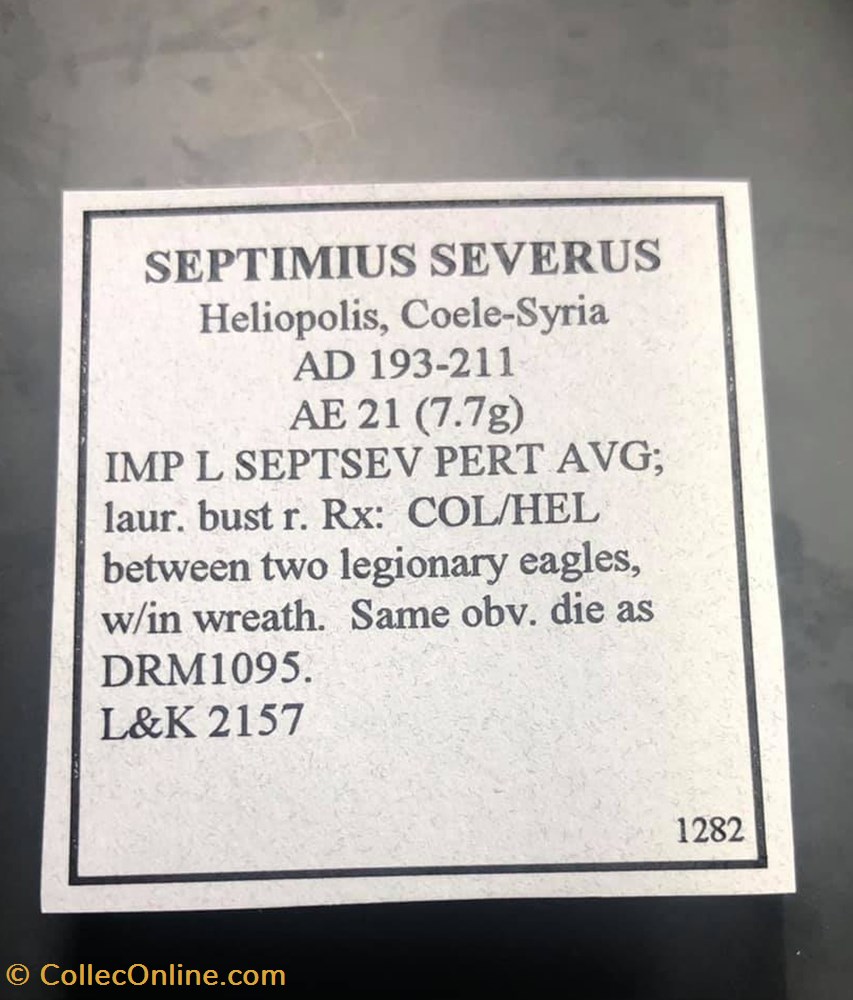 SEPTIMIUS SEVERUS
Heliopolis, Coele-Syria
AD 193-211
AE 21 (7.7g)
IMP L SEPTSEV PERT AVG;
laur. bust r. Rx: COL/HEL
between two legionary eagles,
w/in wreath. Same obv. die as
DRM1095.
L&K 2157
1282
© CollecOnline.com